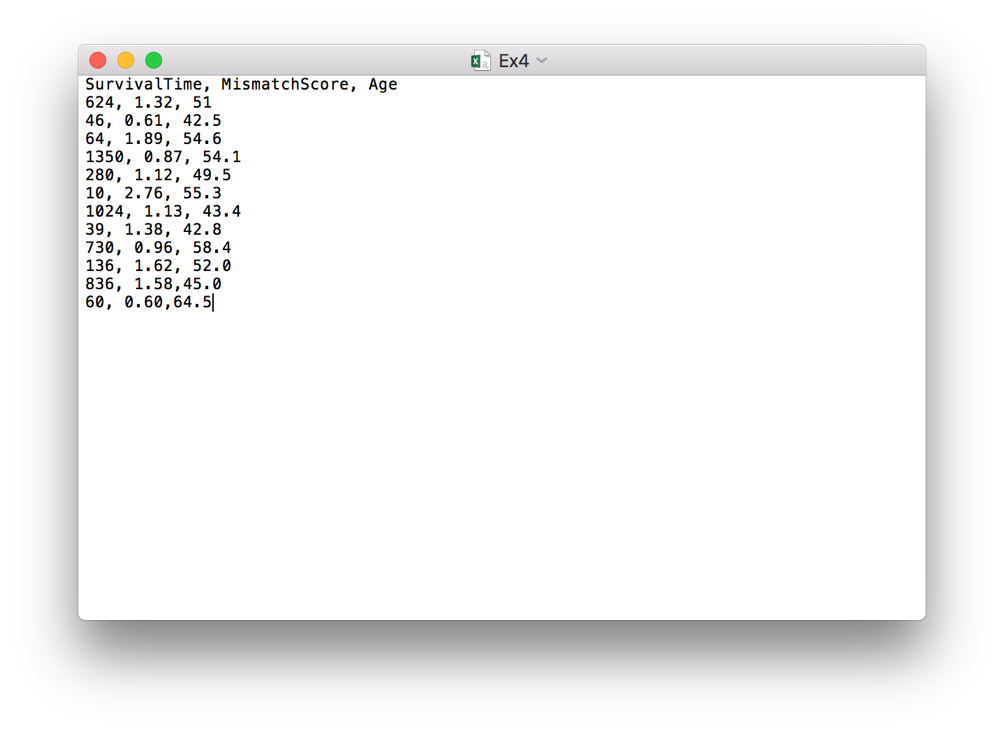 Ex4
SurvivalTime, MismatchScore, Age
624, 1.32, 51
46, 0.61, 42.5
64, 1.89, 54.6
1350, 0.87, 54.1
280, 1.12, 49.5
10, 2.76, 55.3
1024, 1.13, 43.4
39, 1.38, 42.8
730, 0.96, 58.4
136, 1.62, 52.0
836, 1.58,45.0
60, 0.60,64.5